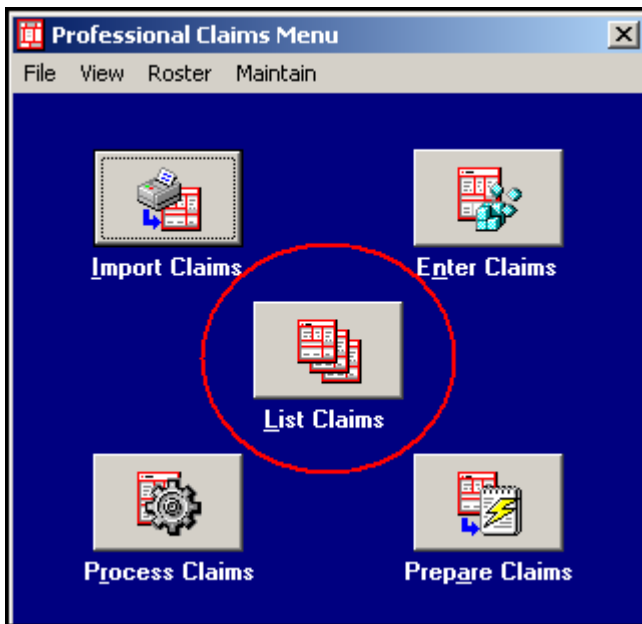 Professional Claims Menu
File View Roster Maintain
Import Claims
Enter Claims
List Claims
Process Claims
Prepare Claims